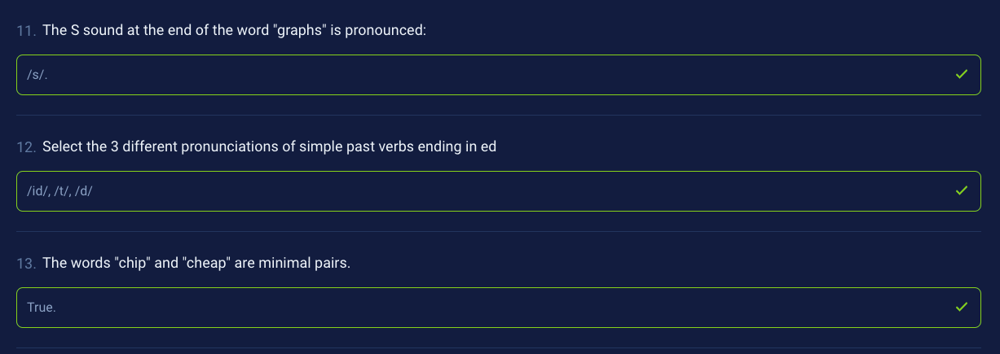 11. The S sound at the end of the word "graphs" is pronounced:
/s/.
12. Select the 3 different pronunciations of simple past verbs ending in ed
/id/, /t/, /d/
13. The words "chip" and "cheap" are minimal pairs.
True.